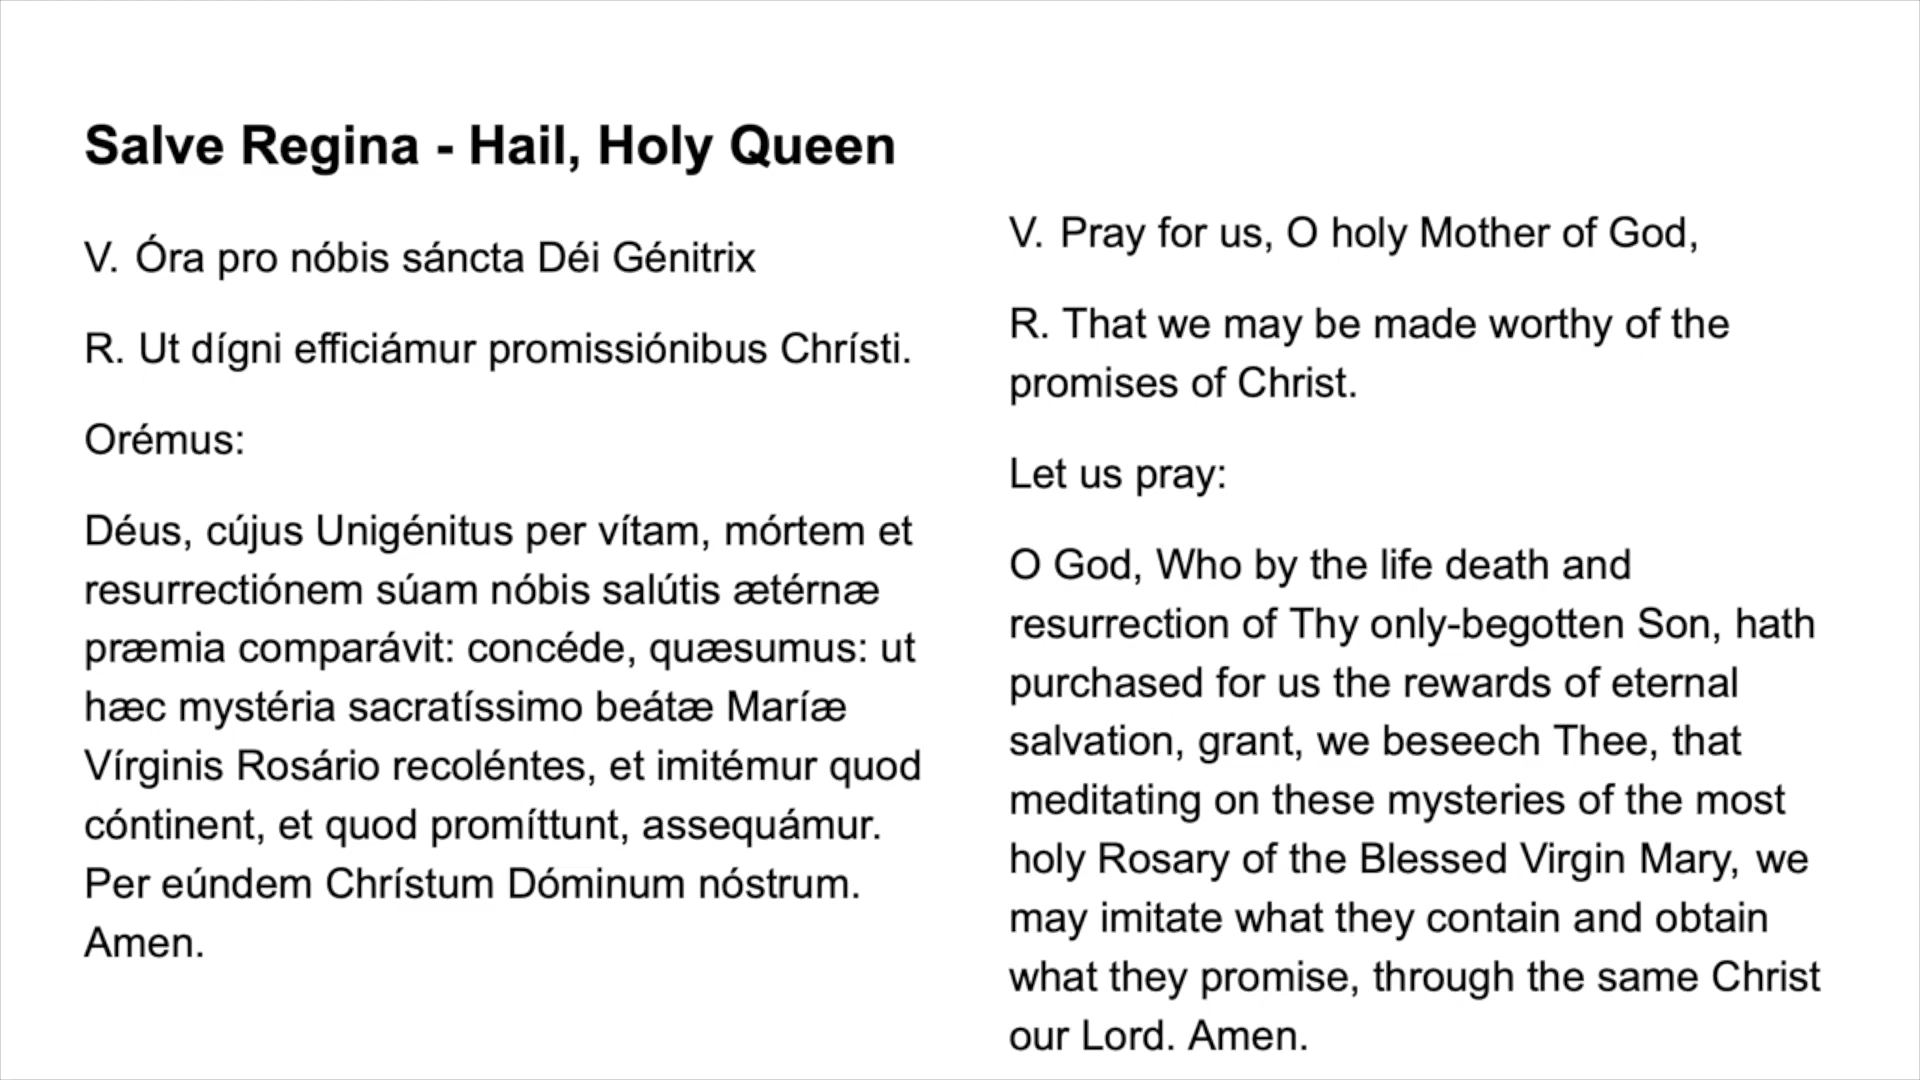 Salve Regina - Hail, Holy Queen
V. Óra pro nóbis sáncta Déi Génitrix
R. Ut dígni efficiámur promissiónibus Chrísti.
Orémus:
Déus, cújus Unigénitus per vítam, mórtem et
resurrectiónem súam nóbis salútis ætérnæ
præmia comparávit: concéde, quæsumus: ut
hæc mystéria sacratíssimo beátæ Maríæ
Vírginis Rosário recoléntes, et imitémur quod
cóntinent, et quod promíttunt, assequámur.
Per eúndem Chrístum Dóminum nóstrum.
Amen.
V. Pray for us, O holy Mother of God,
R. That we may be made worthy of the
promises of Christ.
Let us pray:
O God, Who by the life death and
resurrection of Thy only-begotten Son, hath
purchased for us the rewards of eternal
salvation, grant, we beseech Thee, that
meditating on these mysteries of the most
holy Rosary of the Blessed Virgin Mary, we
may imitate what they contain and obtain
what they promise, through the same Christ
our Lord. Amen.